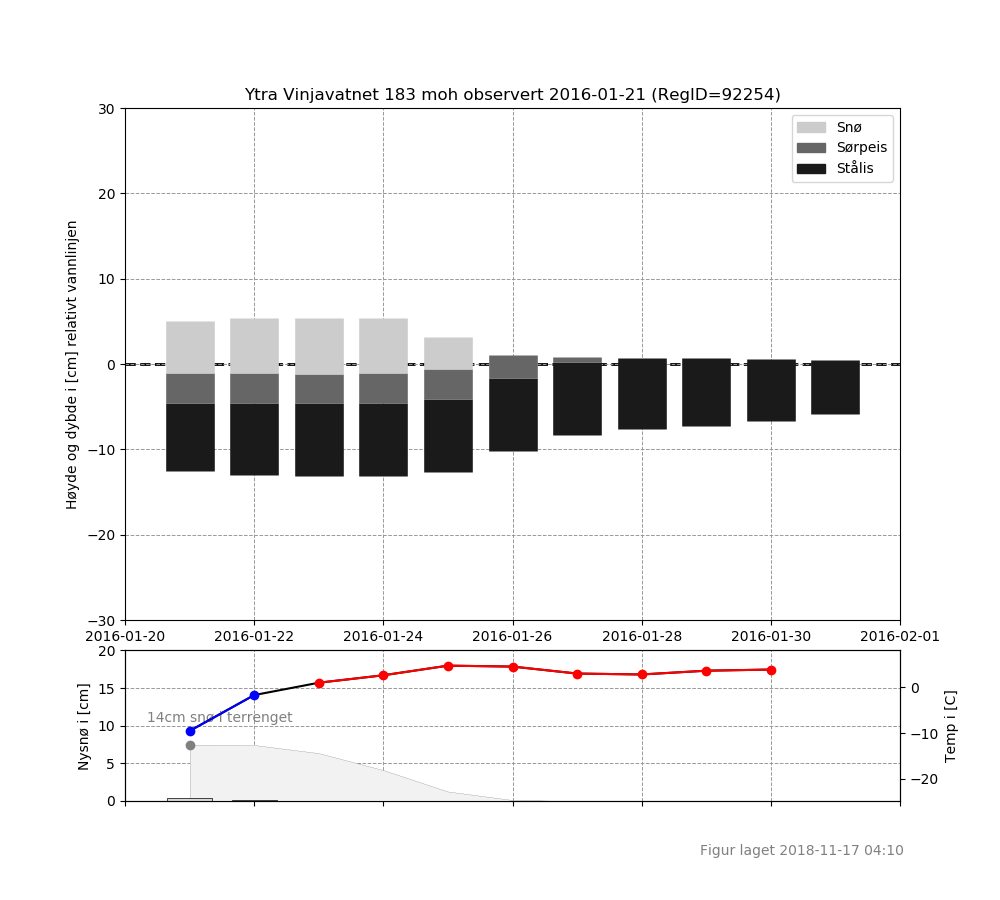 Ytra Vinjavatnet 183 moh observert 2016-01-21 (RegID=92254)
Snø
Sørpeis
Stålis
Høyde og dybde i [cm] relativt vannlinjen
30
20
10
0
−10
−20
−30
2016-01-20 2016-01-22 2016-01-24 2016-01-26 2016-01-28 2016-01-30 2016-02-01
Nysnø i [cm]
20
15
10
5
0
14cm snø i terrenget
0
−10
−20
Temp i [C]
Figur laget 2018-11-17 04:10